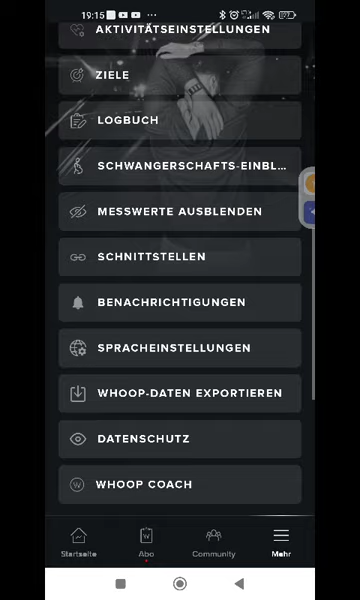 19:15
AKTIVITÄTSEINSTELLUNGEN
ZIELE
LOGBUCH
SCHWANGERSCHAFTS-EINBL...
MESSWERTE AUSBLENDEN
SCHNITTSTELLEN
BENACHRICHTIGUNGEN
SPRACHEINSTELLUNGEN
WHOOP-DATEN EXPORTIEREN
DATENSCHUTZ
WHOOP COACH
Startseite Abo Community Mehr